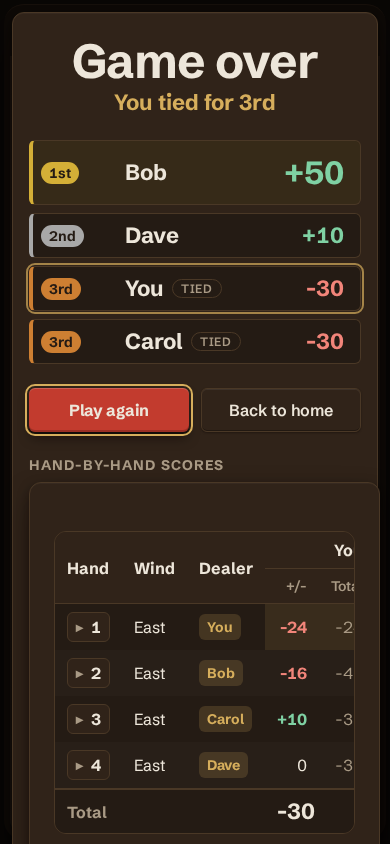 Game over
You tied for 3rd
1st Bob +50
2nd Dave +10
3rd You TIED -30
3rd Carol TIED -30
Play again Back to home
HAND-BY-HAND SCORES
Hand Wind Dealer
+/-
▸ 1 East You -24
▸ 2 East Bob -16
▸ 3 East Carol +10
▸ 4 East Dave 0
Total -30